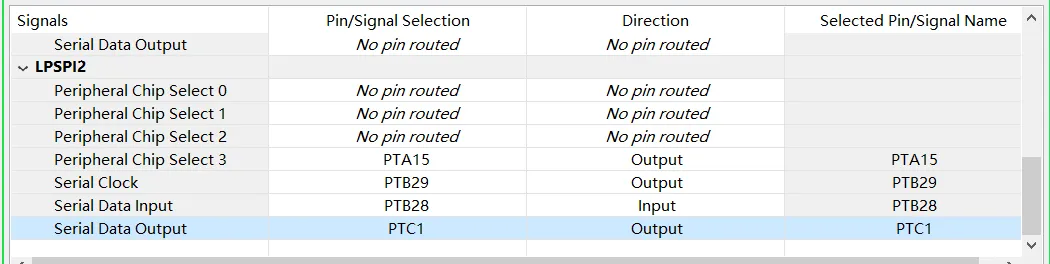 Signals Pin/Signal Selection Direction Selected Pin/Signal Name
Serial Data Output No pin routed No pin routed
LPSPI2
Peripheral Chip Select 0 No pin routed No pin routed
Peripheral Chip Select 1 No pin routed No pin routed
Peripheral Chip Select 2 No pin routed No pin routed
Peripheral Chip Select 3 PTA15 Output PTA15
Serial Clock PTB29 Output PTB29
Serial Data Input PTB28 Input PTB28
Serial Data Output PTC1 Output PTC1